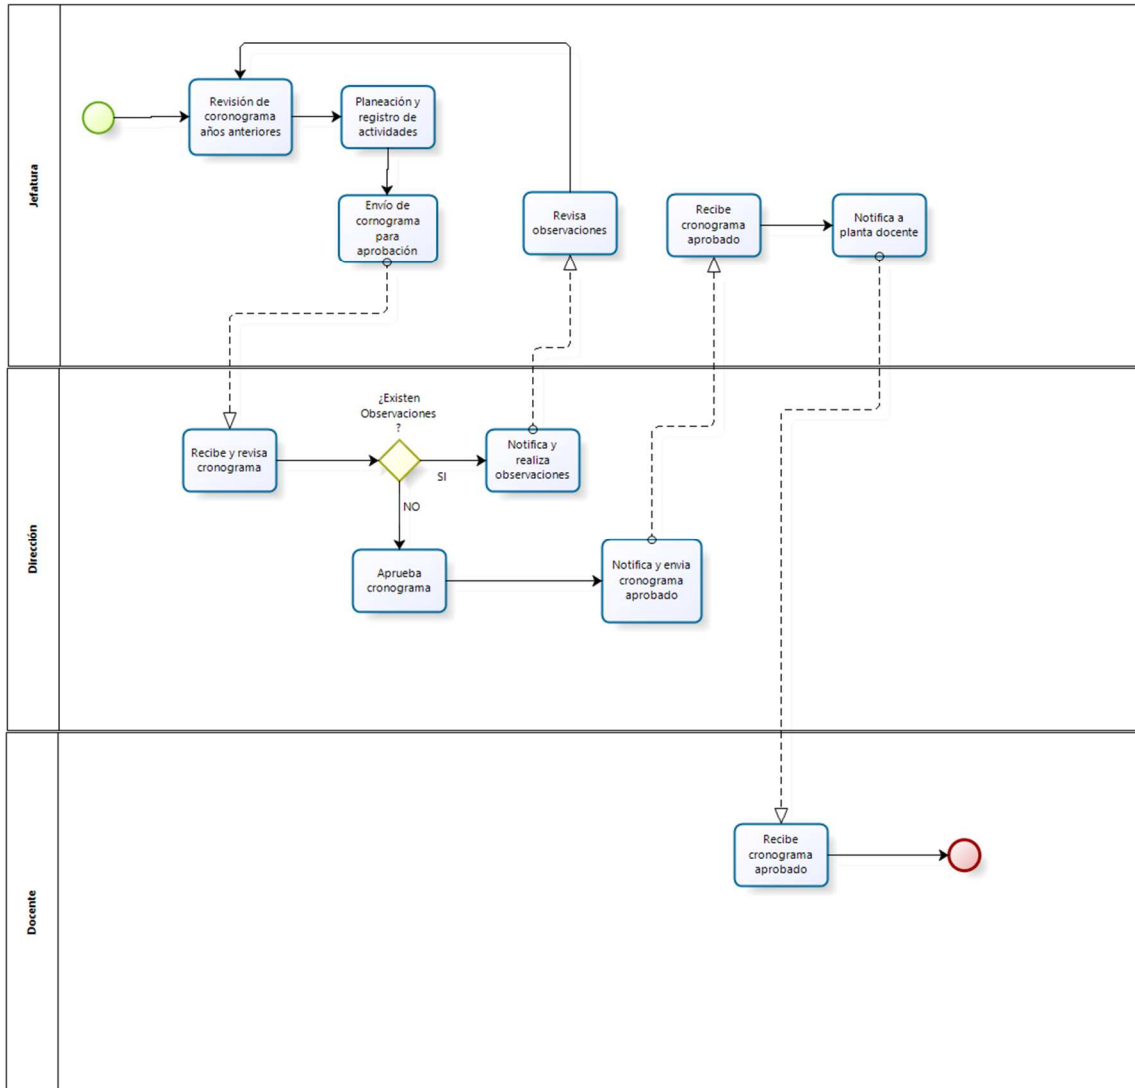 Jefatura
Revisión de
coronograma
años anteriores
Planeación y
registro de
actividades
Envío de
cornograma
para
aprobación
Revisa
observaciones
Recibe
cronograma
aprobado
Notifica a
planta docente
Dirección
Recibe y revisa
cronograma
¿Existen
Observaciones
?
SI
NO
Notifica y
realiza
observaciones
Aprueba
cronograma
Notifica y envia
cronograma
aprobado
Docente
Recibe
cronograma
aprobado